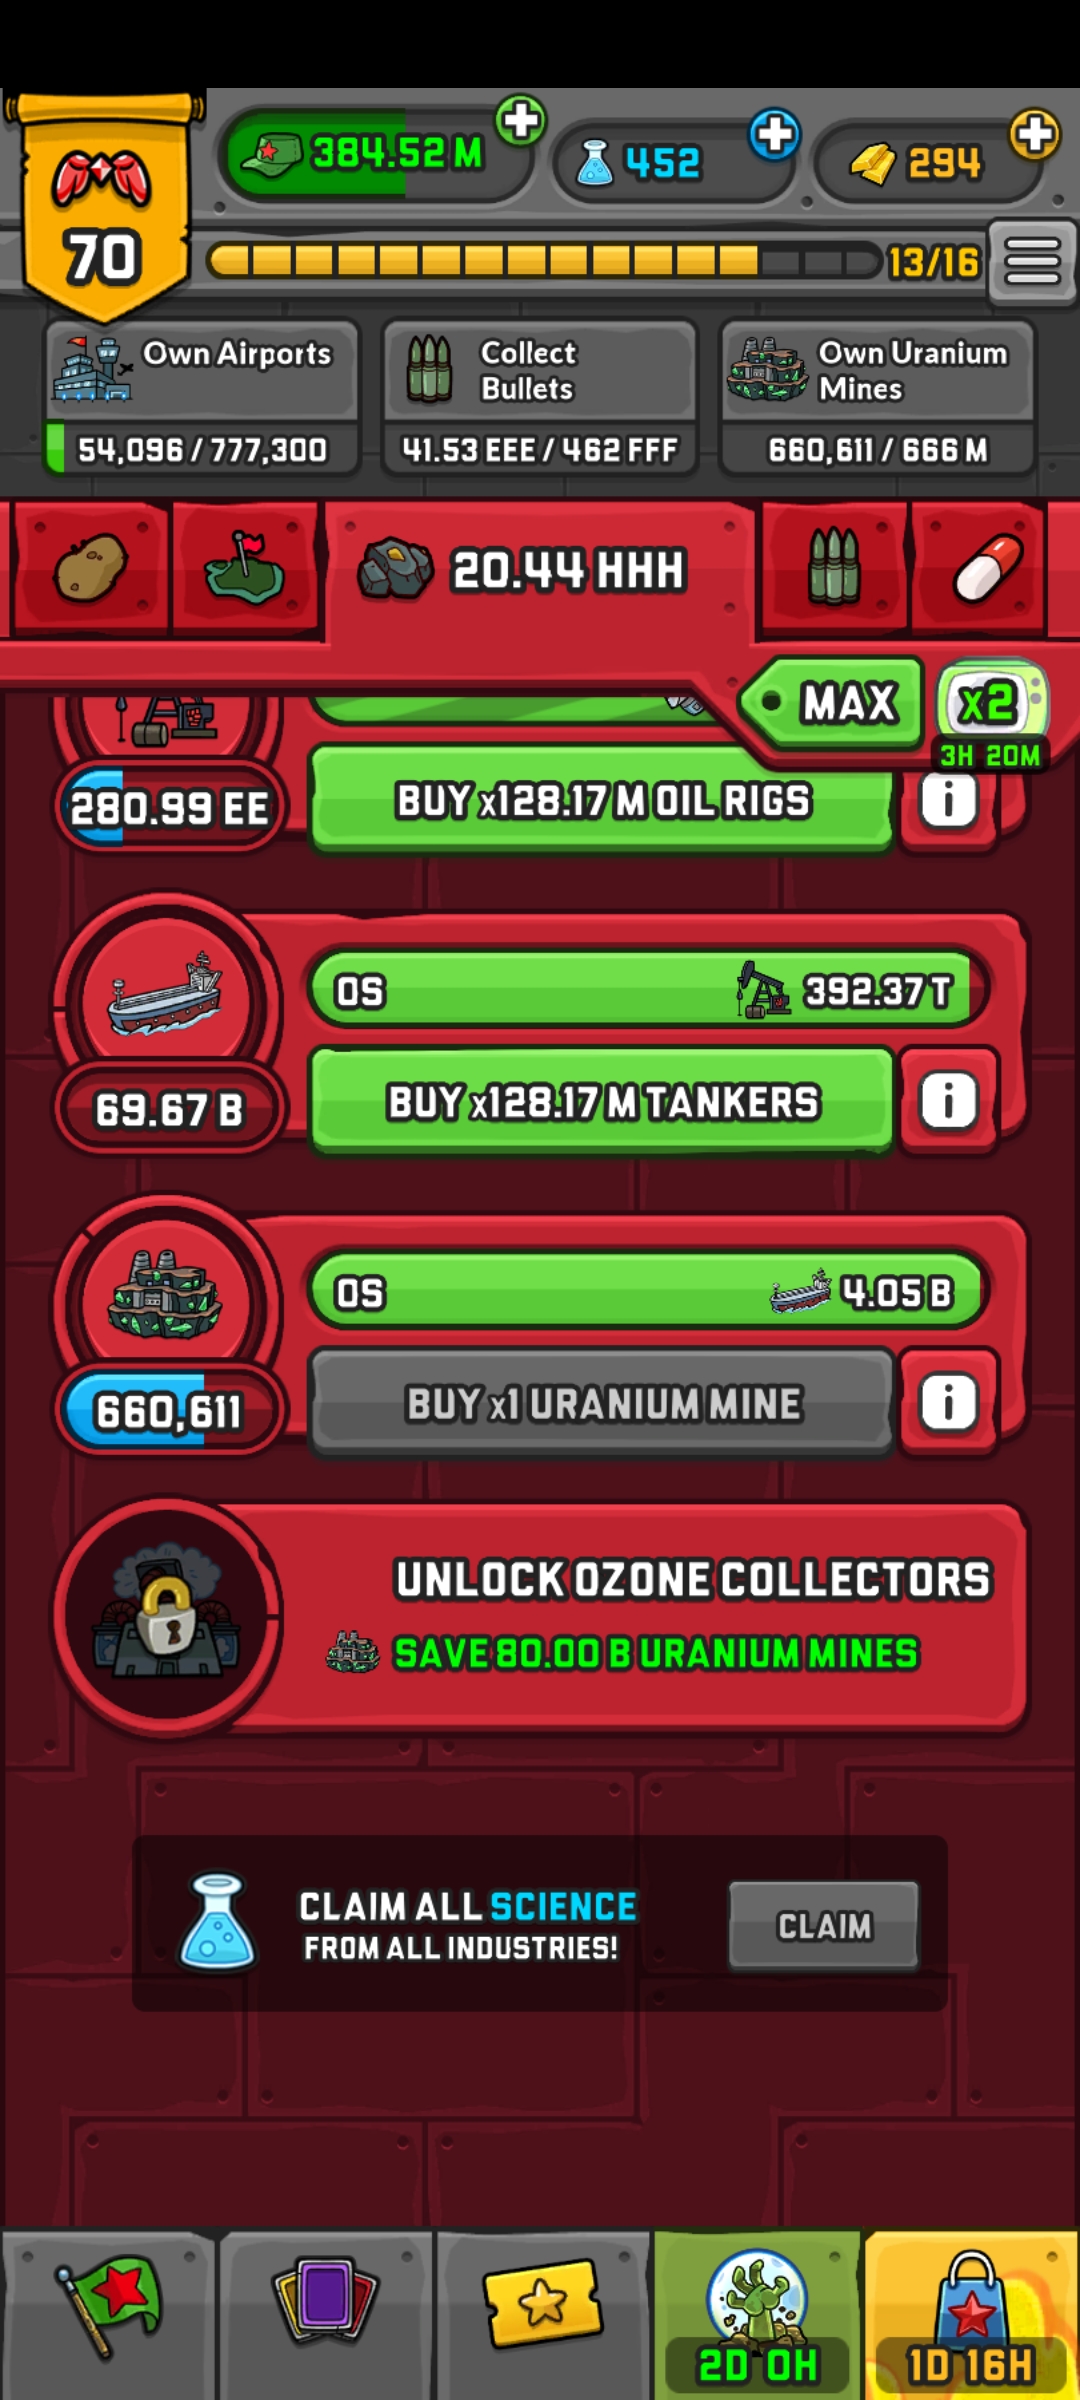 384.52 M
452
294
70
13/16
Own Airports
54,096 / 777,300
Collect
Bullets
41.53 EEE / 462 FFF
Own Uranium
Mines
660,611 / 666 M
20.44 HHH
MAX
x2
3H 20M
280.99 EE
BUY x128.17 M OIL RIGS
i
0S
392.37 T
69.67 B
BUY x128.17 M TANKERS
i
0S
4.05 B
660,611
BUY x1 URANIUM MINE
i
UNLOCK OZONE COLLECTORS
SAVE 80.00 B URANIUM MINES
CLAIM ALL SCIENCE
FROM ALL INDUSTRIES!
CLAIM
2D 0H
1D 16H